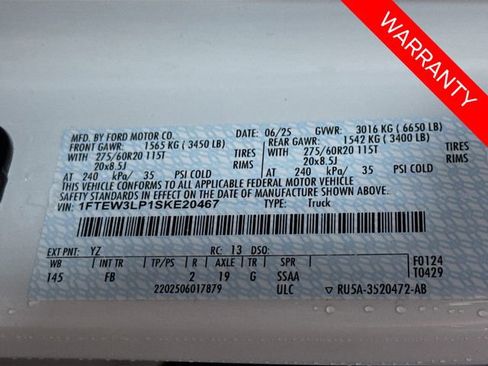 WARRANTY
MFD. BY FORD MOTOR CO. DATE: 06/25 GVWR: 3016 KG ( 6650 LB)
FRONT GAWR: 1565 KG ( 3450 LB) REAR GAWR: 1542 KG ( 3400 LB)
WITH 275/60R20 115T TIRES WITH 275/60R20 115T TIRES
20x8.5J RIMS 20x8.5J RIMS
AT 240 kPa/ 35 PSI COLD AT 240 kPa/ 35 PSI COLD
THIS VEHICLE CONFORMS TO ALL APPLICABLE FEDERAL MOTOR VEHICLE
SAFETY STANDARDS IN EFFECT ON THE DATE OF MANUFACTURE SHOWN ABOVE.
VIN: 1FTEW3LP1SKE20467 TYPE: Truck
EXT PNT: YZ RC: 13 DSO: F0124
WB INT TR TP/PS R AXLE TR SPR T0429
145 FB 2 19 G SSAA
2202506017879 ULC ▽ RU5A-3520472-AB